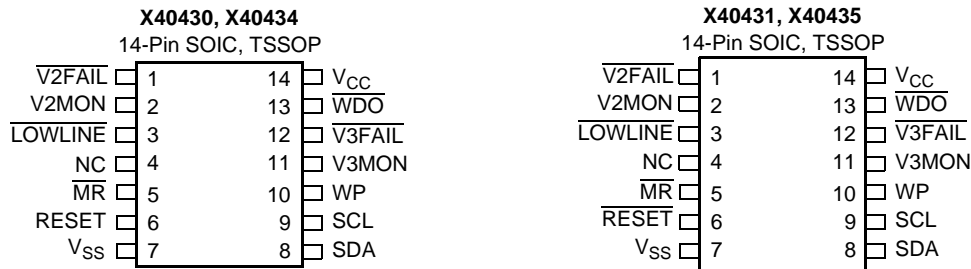 X40430, X40434
14-Pin SOIC, TSSOP
V2FAIL 1 14 VCC
V2MON 2 13 WDO
LOWLINE 3 12 V3FAIL
NC 4 11 V3MON
MR 5 10 WP
RESET 6 9 SCL
VSS 7 8 SDA
X40431, X40435
14-Pin SOIC, TSSOP
V2FAIL 1 14 VCC
V2MON 2 13 WDO
LOWLINE 3 12 V3FAIL
NC 4 11 V3MON
MR 5 10 WP
RESET 6 9 SCL
VSS 7 8 SDA